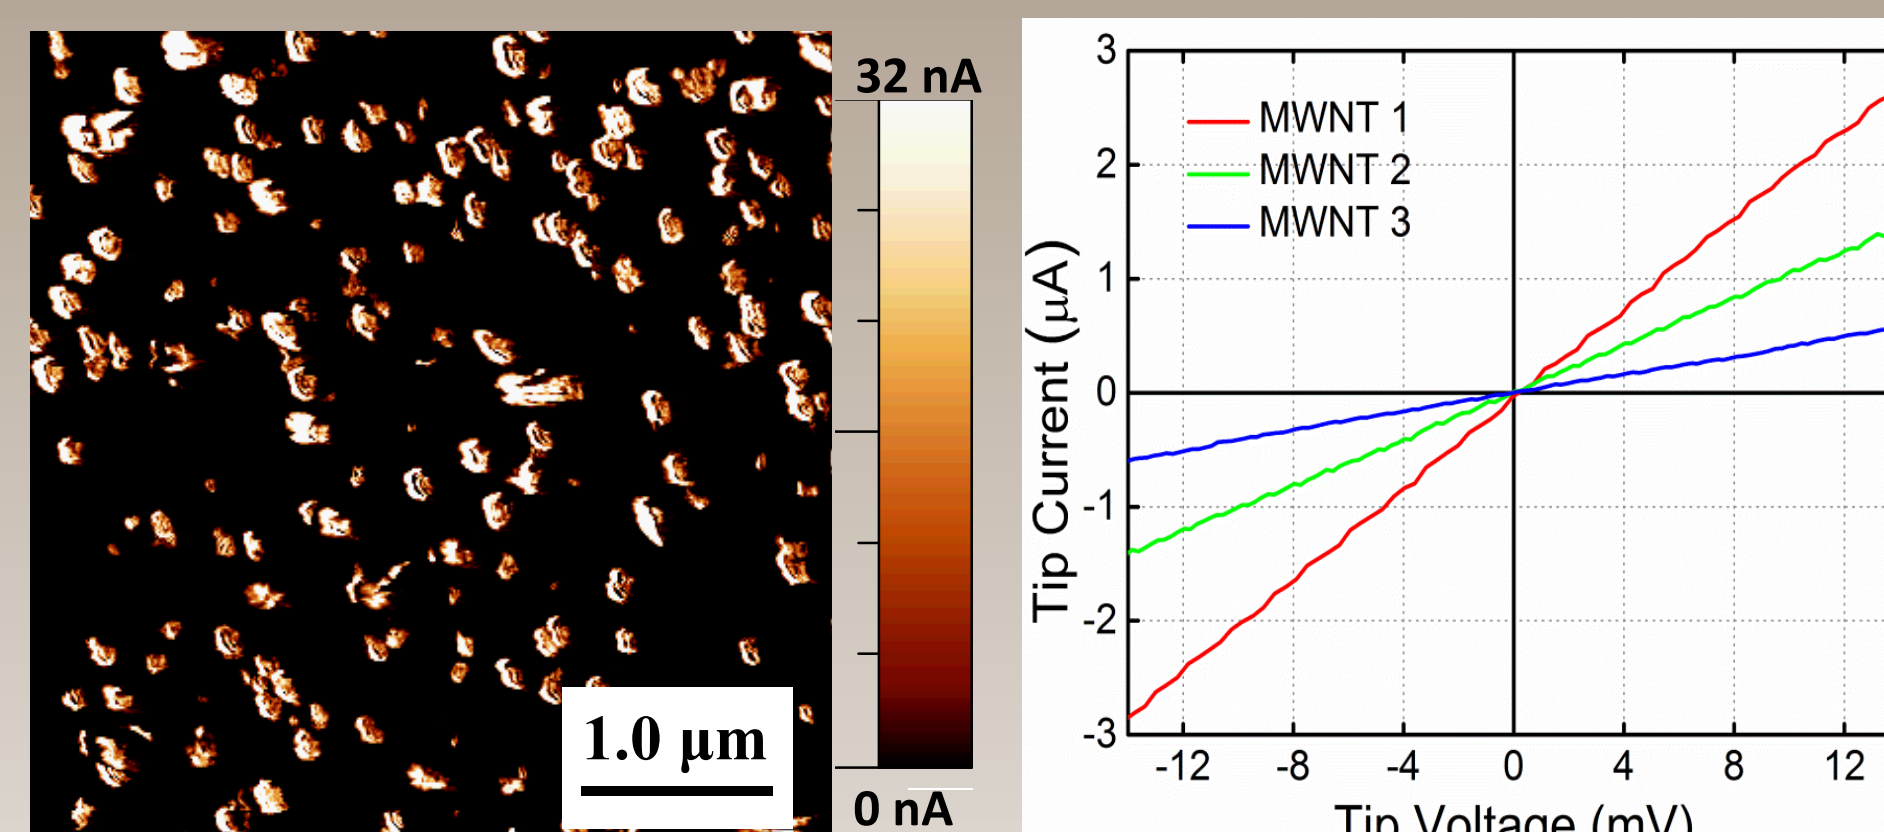 32 nA
1.0 μm
0 nA
MWNT 1
MWNT 2
MWNT 3
Tip Current (μA)
3
2
1
0
-1
-2
-3
-12
-8
-4
0
4
8
12
Tip Voltage (mV)